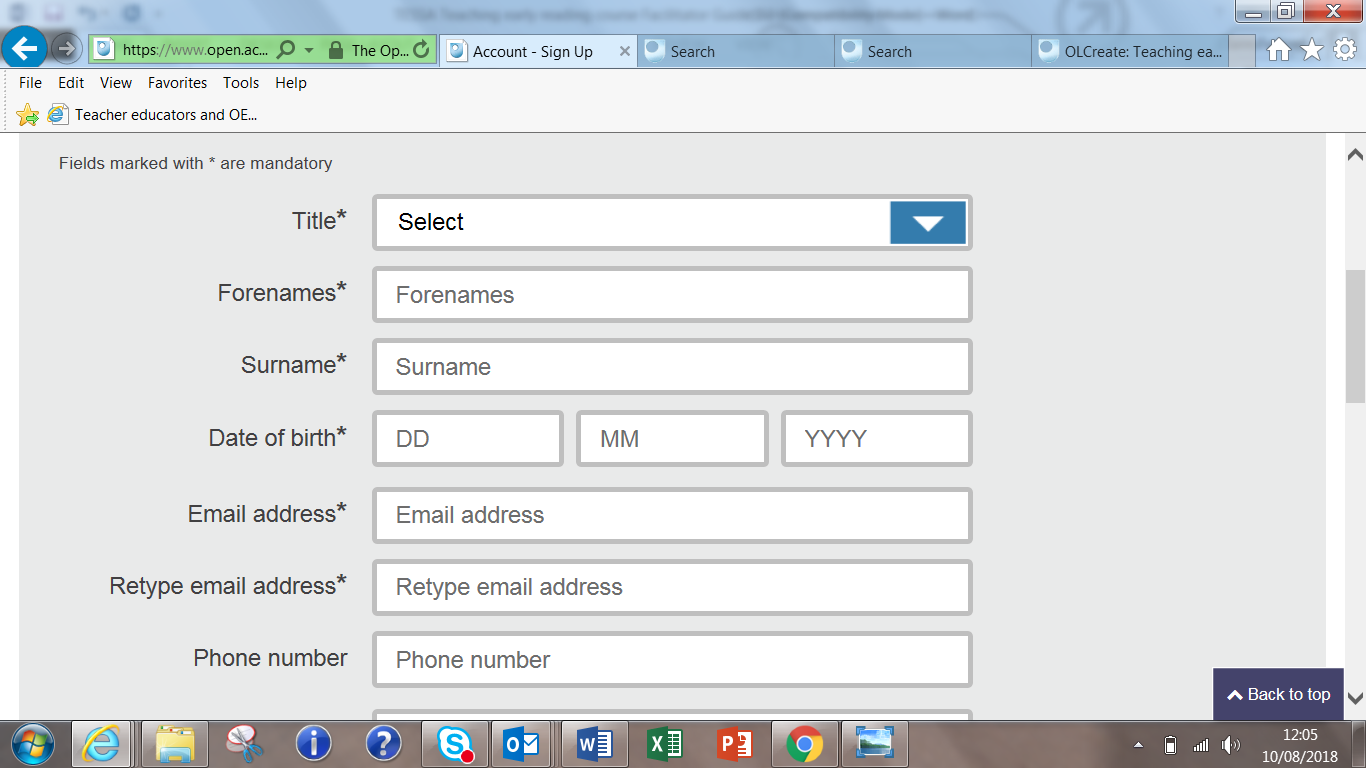 https://www.open.ac... The Op... Account - Sign Up Search Search OLCreate: Teaching ea...
File Edit View Favorites Tools Help
Teacher educators and OE...
Fields marked with * are mandatory
Title* Select
Forenames* Forenames
Surname* Surname
Date of birth* DD MM YYYY
Email address* Email address
Retype email address* Retype email address
Phone number Phone number
Back to top
12:05
10/08/2018